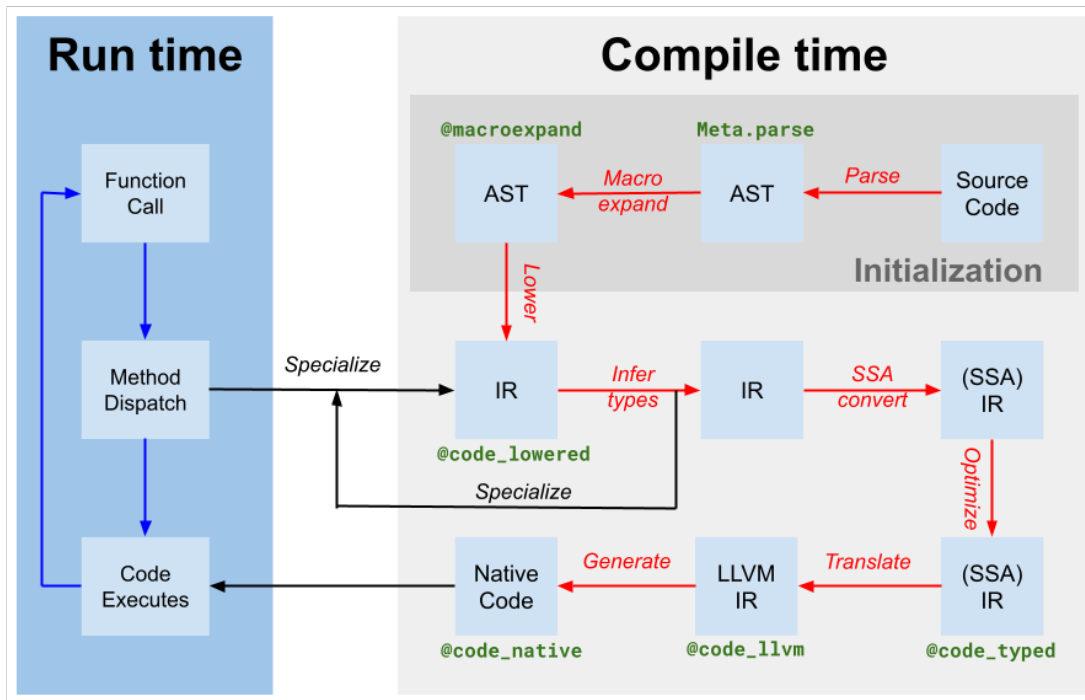 Run time
Compile time
@macroexpand
Meta.parse
Function
Call
AST
Macro
expand
AST
Parse
Source
Code
Initialization
Lower
Method
Dispatch
Specialize
IR
Infer
types
IR
SSA
convert
(SSA)
IR
@code_lowered
Specialize
Optimize
Code
Executes
Native
Code
Generate
LLVM
IR
Translate
(SSA)
IR
@code_native
@code_llvm
@code_typed